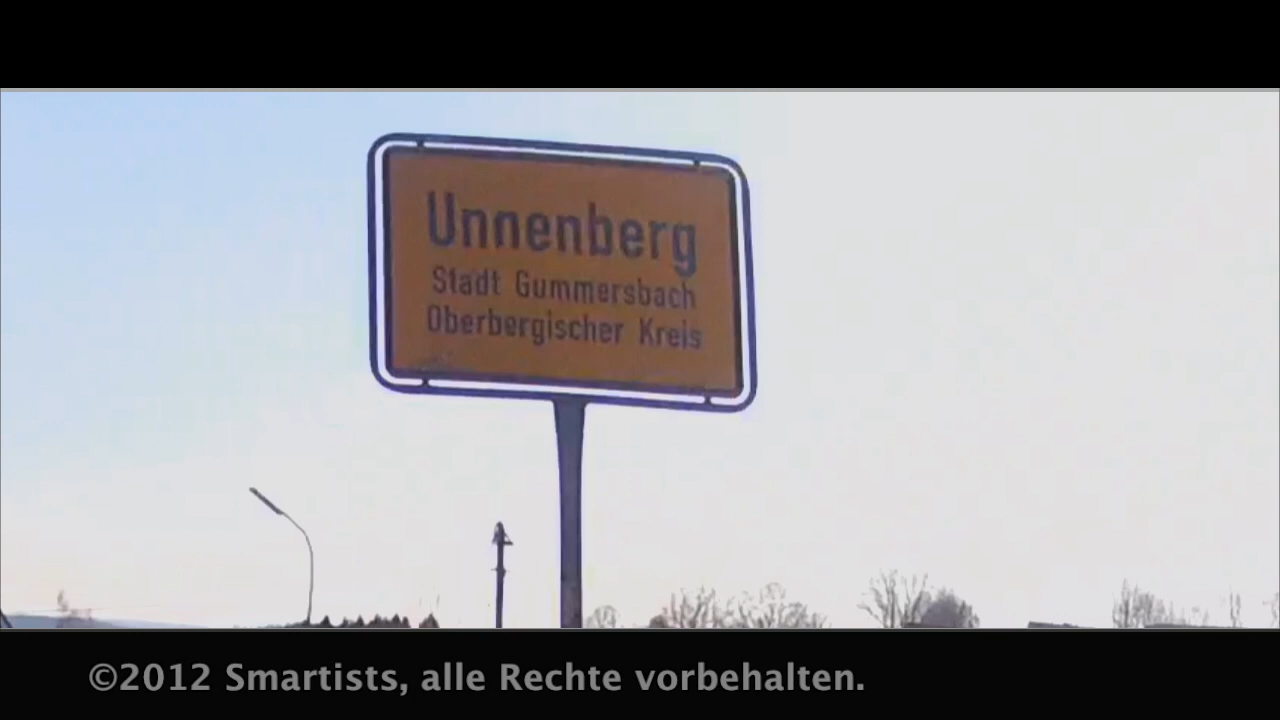 Unnenberg
Stadt Gummersbach
Oberbergischer Kreis
©2012 Smartists, alle Rechte vorbehalten.